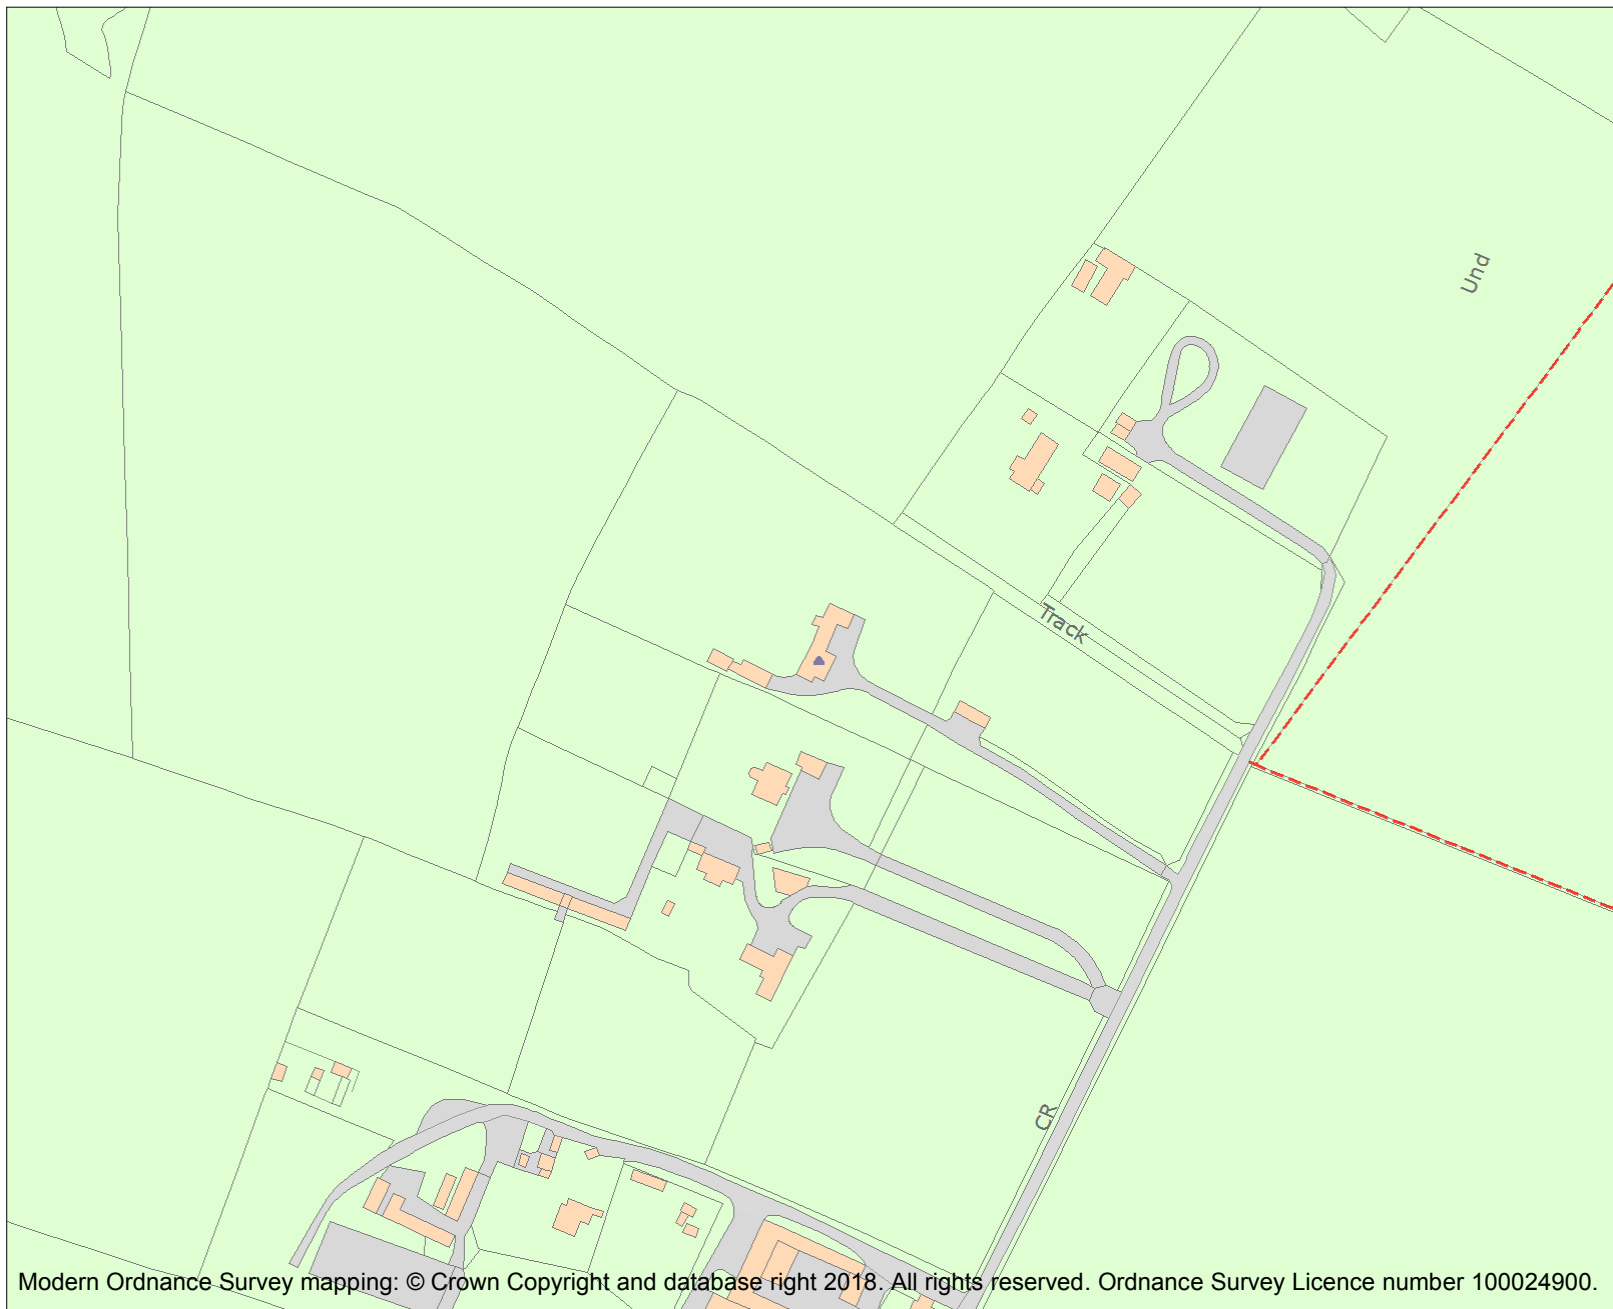 Und
Track
CR
Modern Ordnance Survey mapping: © Crown Copyright and database right 2018. All rights reserved. Ordnance Survey Licence number 100024900.